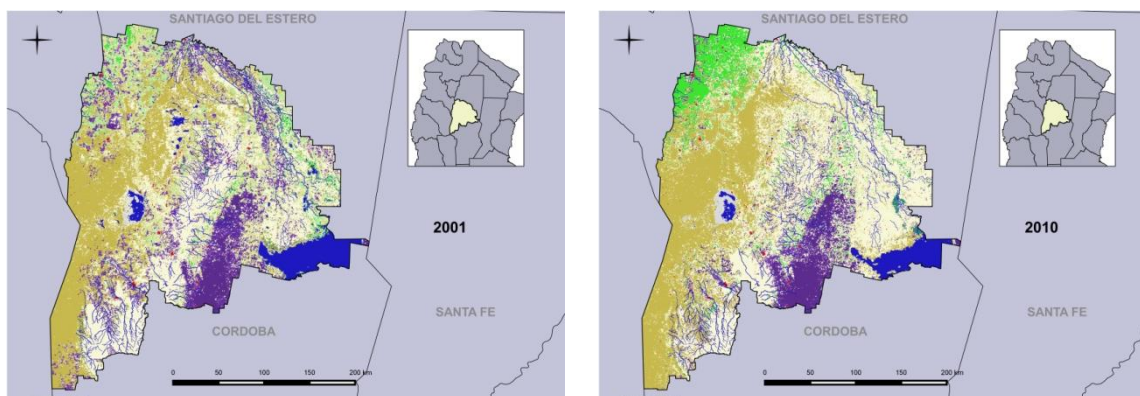 SANTIAGO DEL ESTERO
2001
SANTA FE
CORDOBA
0 50 100 150 200 km
SANTIAGO DEL ESTERO
2010
SANTA FE
CORDOBA
0 50 100 150 200 km